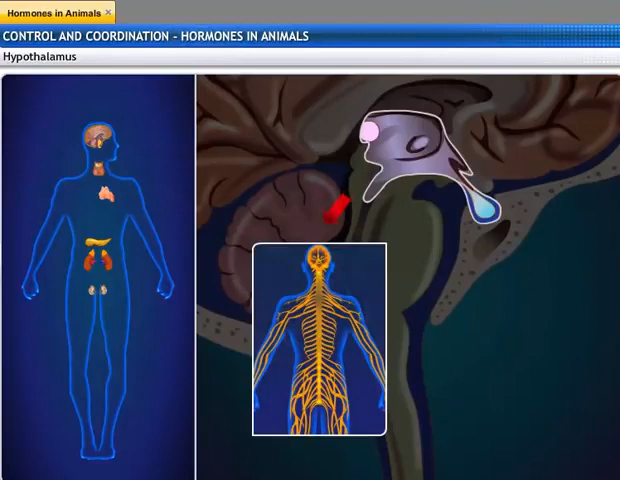 Hormones in Animals
CONTROL AND COORDINATION - HORMONES IN ANIMALS
Hypothalamus